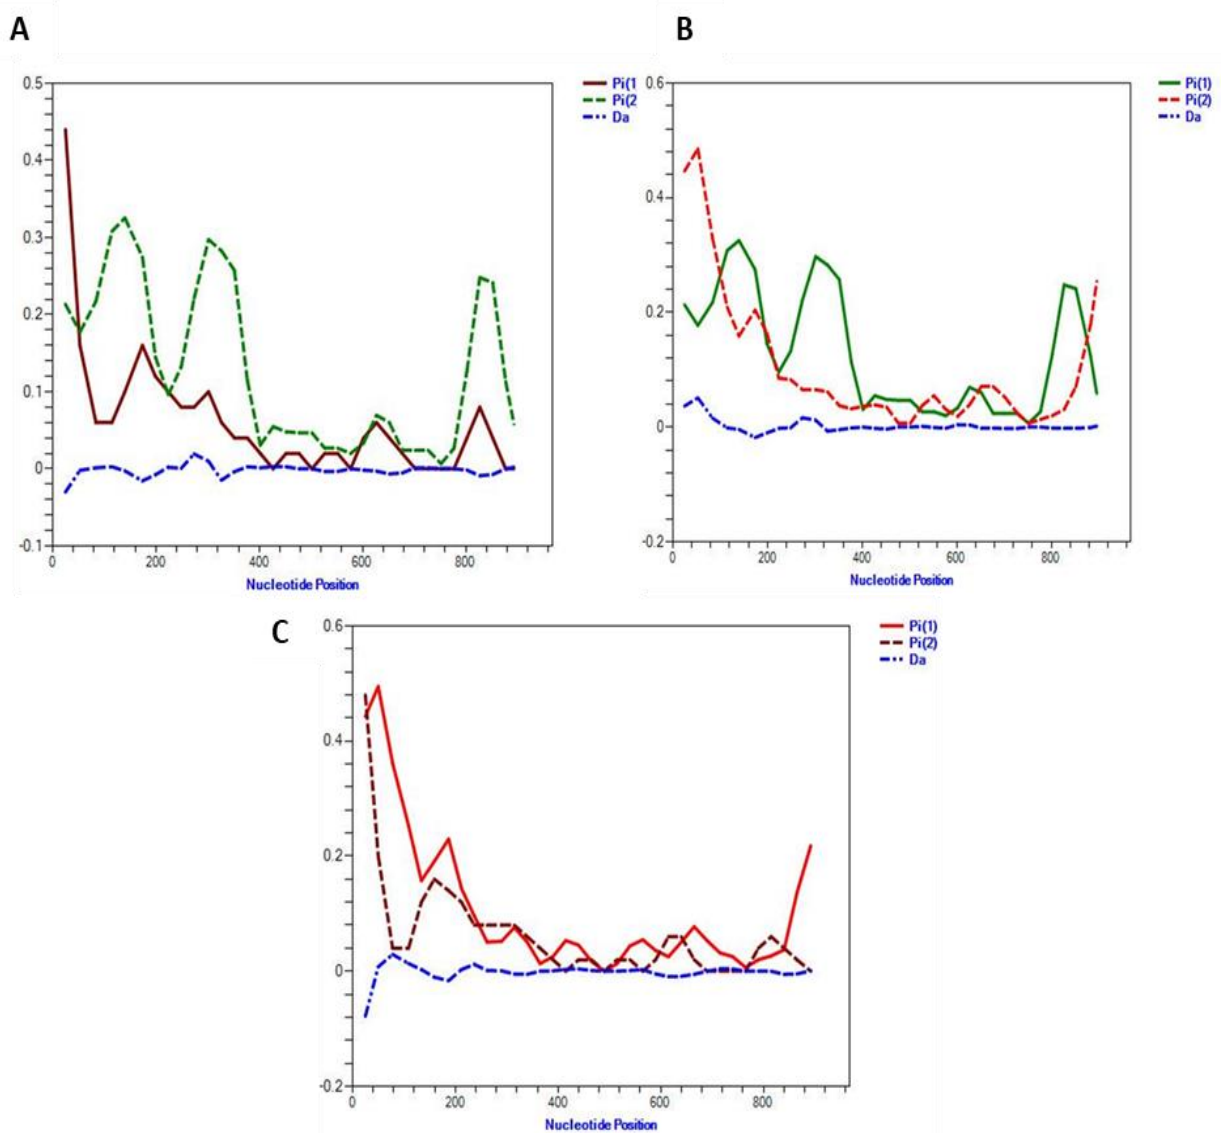 A
B
0.5
Pi(1
Pi(2
Da
0.4
0.3
0.2
0.1
0
-0.1
0 200 400 600 800
Nucleotide Position
0.6
Pi(1)
Pi(2)
Da
0.4
0.2
0
-0.2
0 200 400 600 800
Nucleotide Position
C
0.6
Pi(1)
Pi(2)
Da
0.4
0.2
0
-0.2
0 200 400 600 800
Nucleotide Position